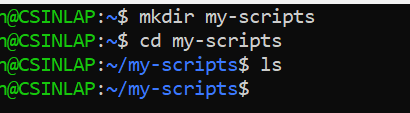 n@CSINLAP:~$ mkdir my-scripts
n@CSINLAP:~$ cd my-scripts
n@CSINLAP:~/my-scripts$ ls
n@CSINLAP:~/my-scripts$